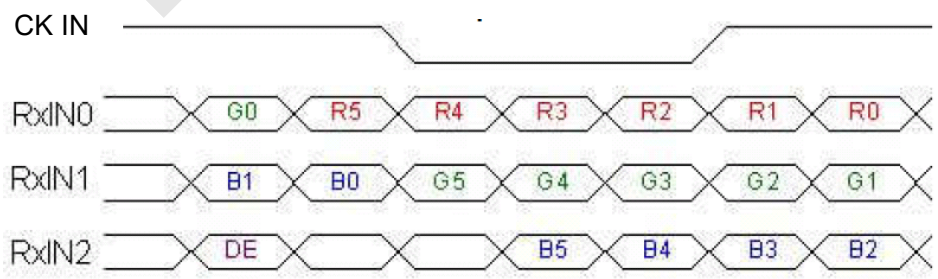 CK IN
RxIN0 G0 R5 R4 R3 R2 R1 R0
RxIN1 B1 B0 G5 G4 G3 G2 G1
RxIN2 DE B5 B4 B3 B2